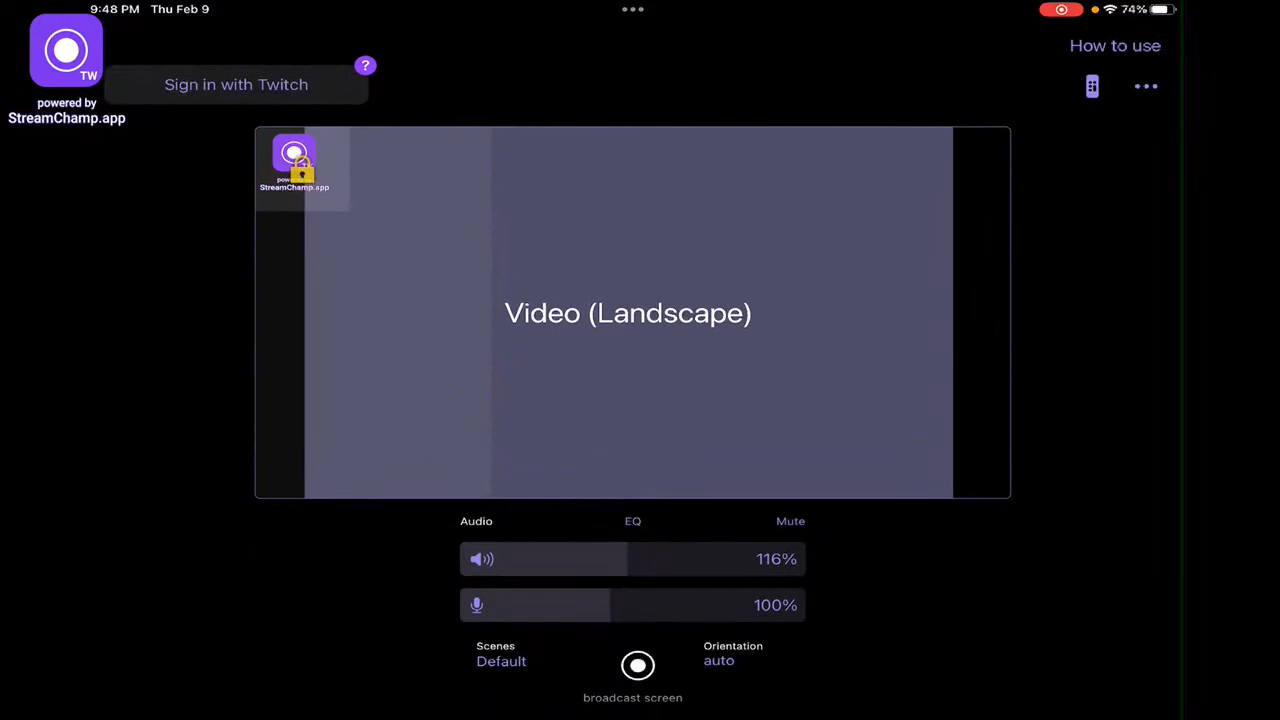 9:48 PM Thu Feb 9
74%
TW
powered by
StreamChamp.app
Sign in with Twitch
?
How to use
StreamChamp.app
Video (Landscape)
Audio EQ Mute
116%
100%
Scenes
Default
Orientation
auto
broadcast screen